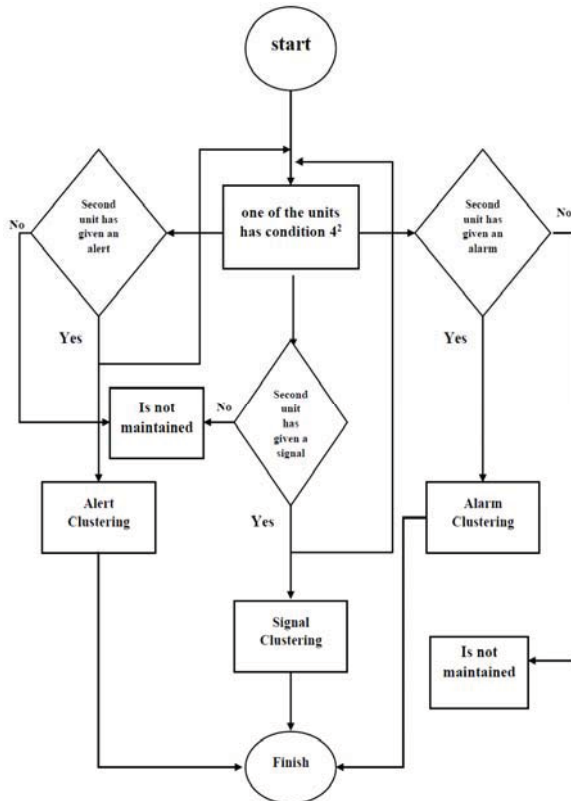 start
one of the units
has condition 4²
Second
unit has
given an
alert
No
Yes
Second
unit has
given an
alarm
No
Yes
Second
unit
has
given a
signal
No
Yes
Is not
maintained
Alert
Clustering
Alarm
Clustering
Signal
Clustering
Is not
maintained
Finish